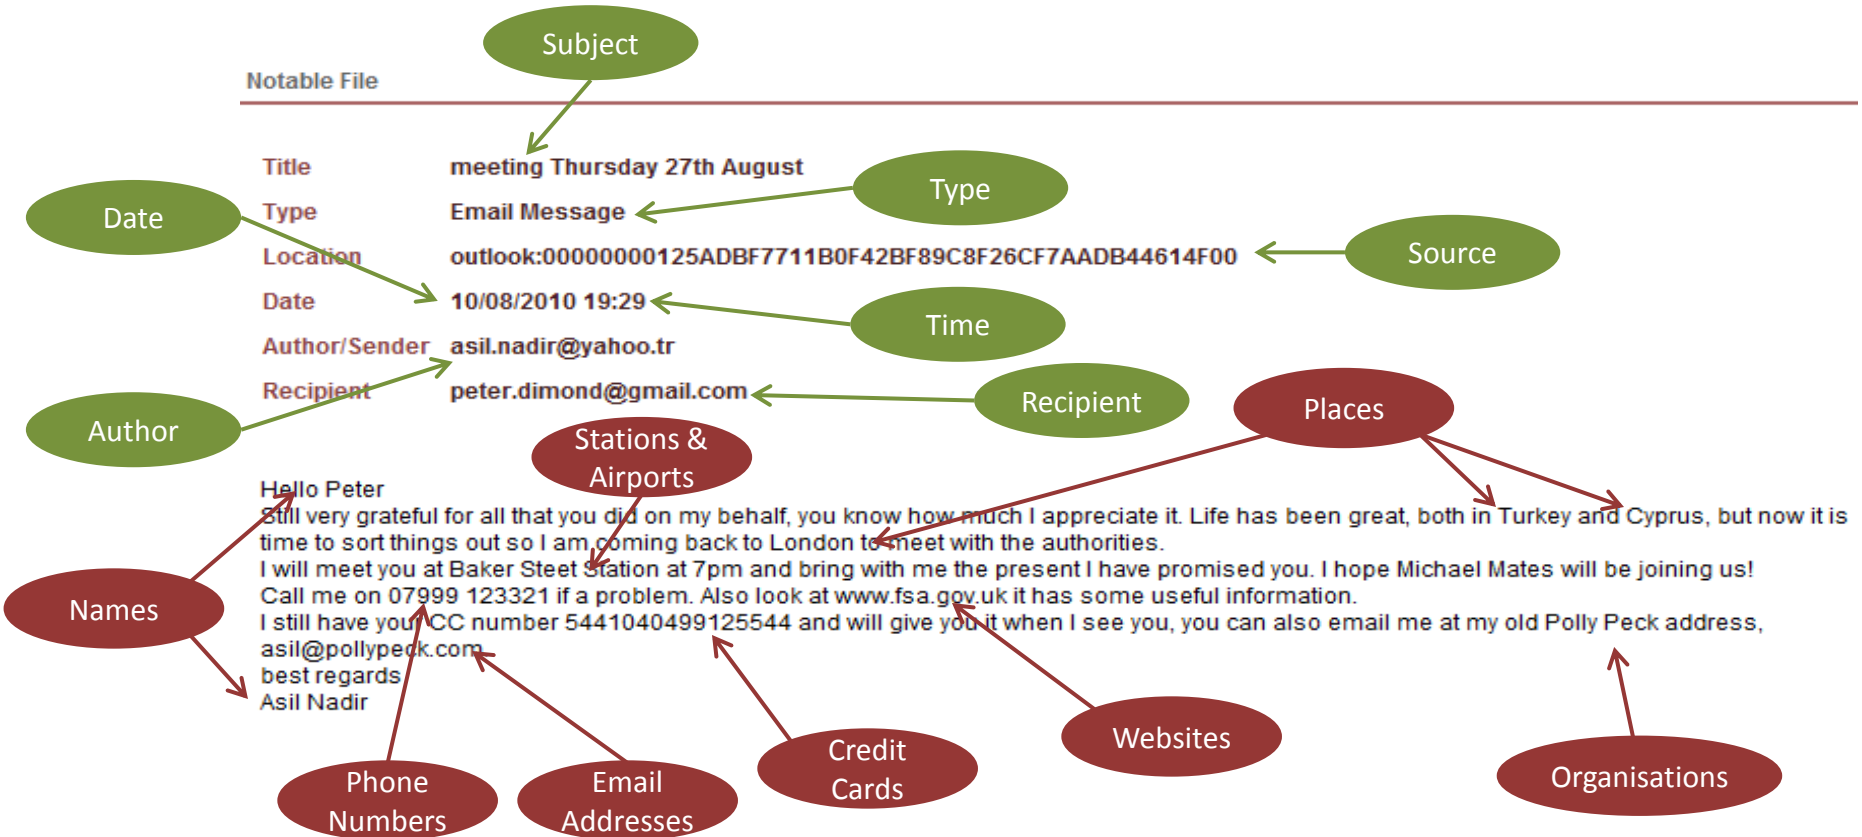 Subject
Notable File
Title meeting Thursday 27th August
Type
Type Email Message
Date
Location outlook:00000000125ADBF7711B0F42BF89C8F26CF7AADB44614F00
Source
Date 10/08/2010 19:29
Time
Author/Sender asil.nadir@yahoo.tr
Recipient peter.dimond@gmail.com
Recipient
Places
Author
Stations &
Airports
Hello Peter
Still very grateful for all that you did on my behalf, you know how much I appreciate it. Life has been great, both in Turkey and Cyprus, but now it is
time to sort things out so I am coming back to London to meet with the authorities.
I will meet you at Baker Steet Station at 7pm and bring with me the present I have promised you. I hope Michael Mates will be joining us!
Call me on 07999 123321 if a problem. Also look at www.fsa.gov.uk it has some useful information.
I still have your CC number 5441040499125544 and will give you it when I see you, you can also email me at my old Polly Peck address,
asil@pollypeck.com
best regards
Asil Nadir
Names
Phone
Numbers
Email
Addresses
Credit
Cards
Websites
Organisations